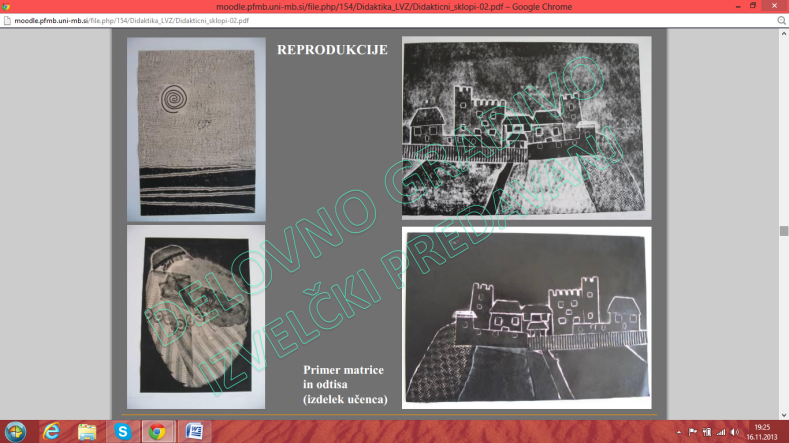 moodle.pfmb.uni-mb.si/file.php/154/Didaktika_LVZ/Didakticni_sklopi-02.pdf – Google Chrome
moodle.pfmb.uni-mb.si/file.php/154/Didaktika_LVZ/Didakticni_sklopi-02.pdf
REPRODUKCIJE
DELOVNO GRADIVO
IZVELČKI PREDAVANJ
Primer matrice
in odtisa
(izdelek učenca)
19:25
16.11.2013